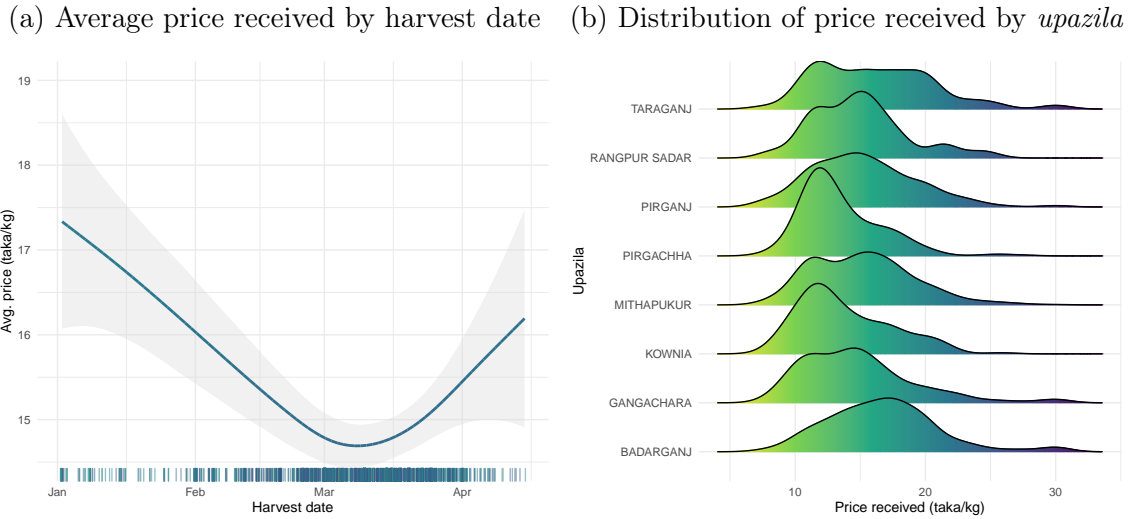 (a) Average price received by harvest date
19
18
17
16
15
Avg. price (taka/kg)
Jan Feb Mar Apr
Harvest date
(b) Distribution of price received by upazila
TARAGANJ
RANGPUR SADAR
PIRGANJ
PIRGACHHA
MITHAPUKUR
KOWNIA
GANGACHARA
BADARGANJ
Upazila
10 20 30
Price received (taka/kg)